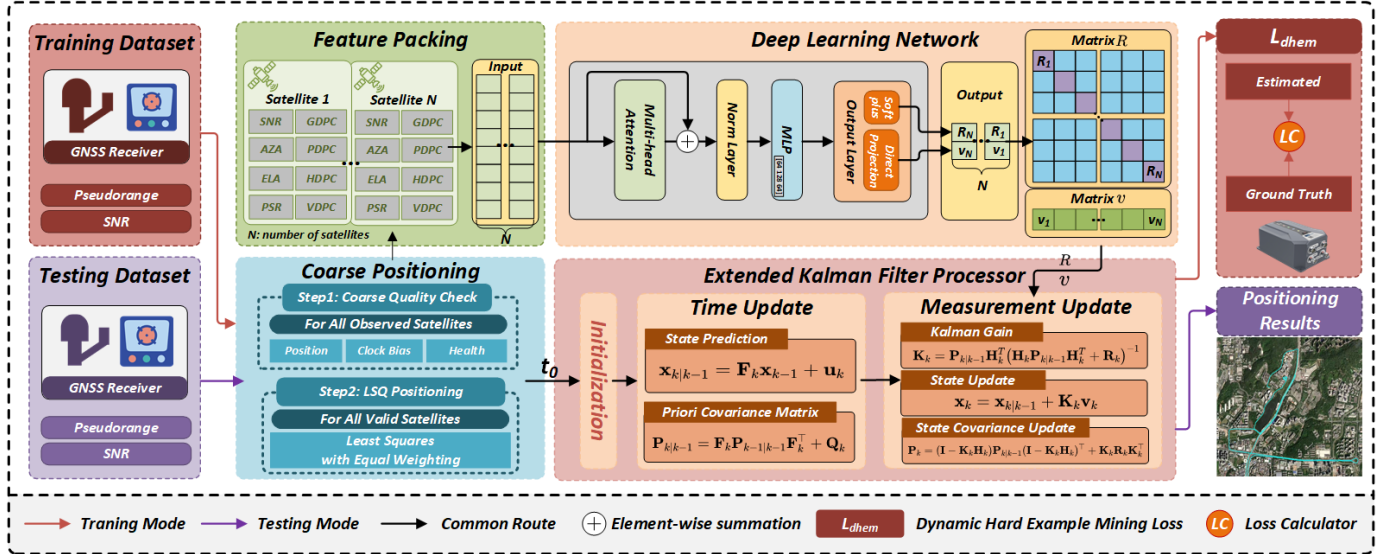 Training Dataset
GNSS Receiver
Pseudorange
SNR
Testing Dataset
GNSS Receiver
Pseudorange
SNR
Feature Packing
Satellite 1
SNR GDPC
AZA PDPC
ELA HDPC
PSR VDPC
...
Satellite N
SNR GDPC
AZA PDPC
ELA HDPC
PSR VDPC
N: number of satellites
Input
...
N
Coarse Positioning
Step1: Coarse Quality Check
For All Observed Satellites
Position Clock Bias Health
Step2: LSQ Positioning
For All Valid Satellites
Least Squares
with Equal Weighting
t₀
Deep Learning Network
Multi-head
Attention
Norm Layer
MLP
[64 128 64]
Output Layer
Soft
plus
Direct
Projection
Output
R_N ... R_1
v_N ... v_1
N
Matrix R
R_1
R_N
Matrix v
v_1 ... v_N
R
v
Extended Kalman Filter Processor
Initialization
Time Update
State Prediction
x_{k|k−1} = F_k x_{k−1} + u_k
Priori Covariance Matrix
P_{k|k−1} = F_k P_{k−1|k−1} F_k^⊤ + Q_k
Measurement Update
Kalman Gain
K_k = P_{k|k−1} H_k^T (H_k P_{k|k−1} H_k^T + R_k)^{−1}
State Update
x_k = x_{k|k−1} + K_k v_k
State Covariance Update
P_k = (I − K_k H_k) P_{k|k−1} (I − K_k H_k)^⊤ + K_k R_k K_k^⊤
L_dhem
Estimated
LC
Ground Truth
Positioning
Results
Traning Mode
Testing Mode
Common Route
Element-wise summation
L_dhem
Dynamic Hard Example Mining Loss
LC
Loss Calculator